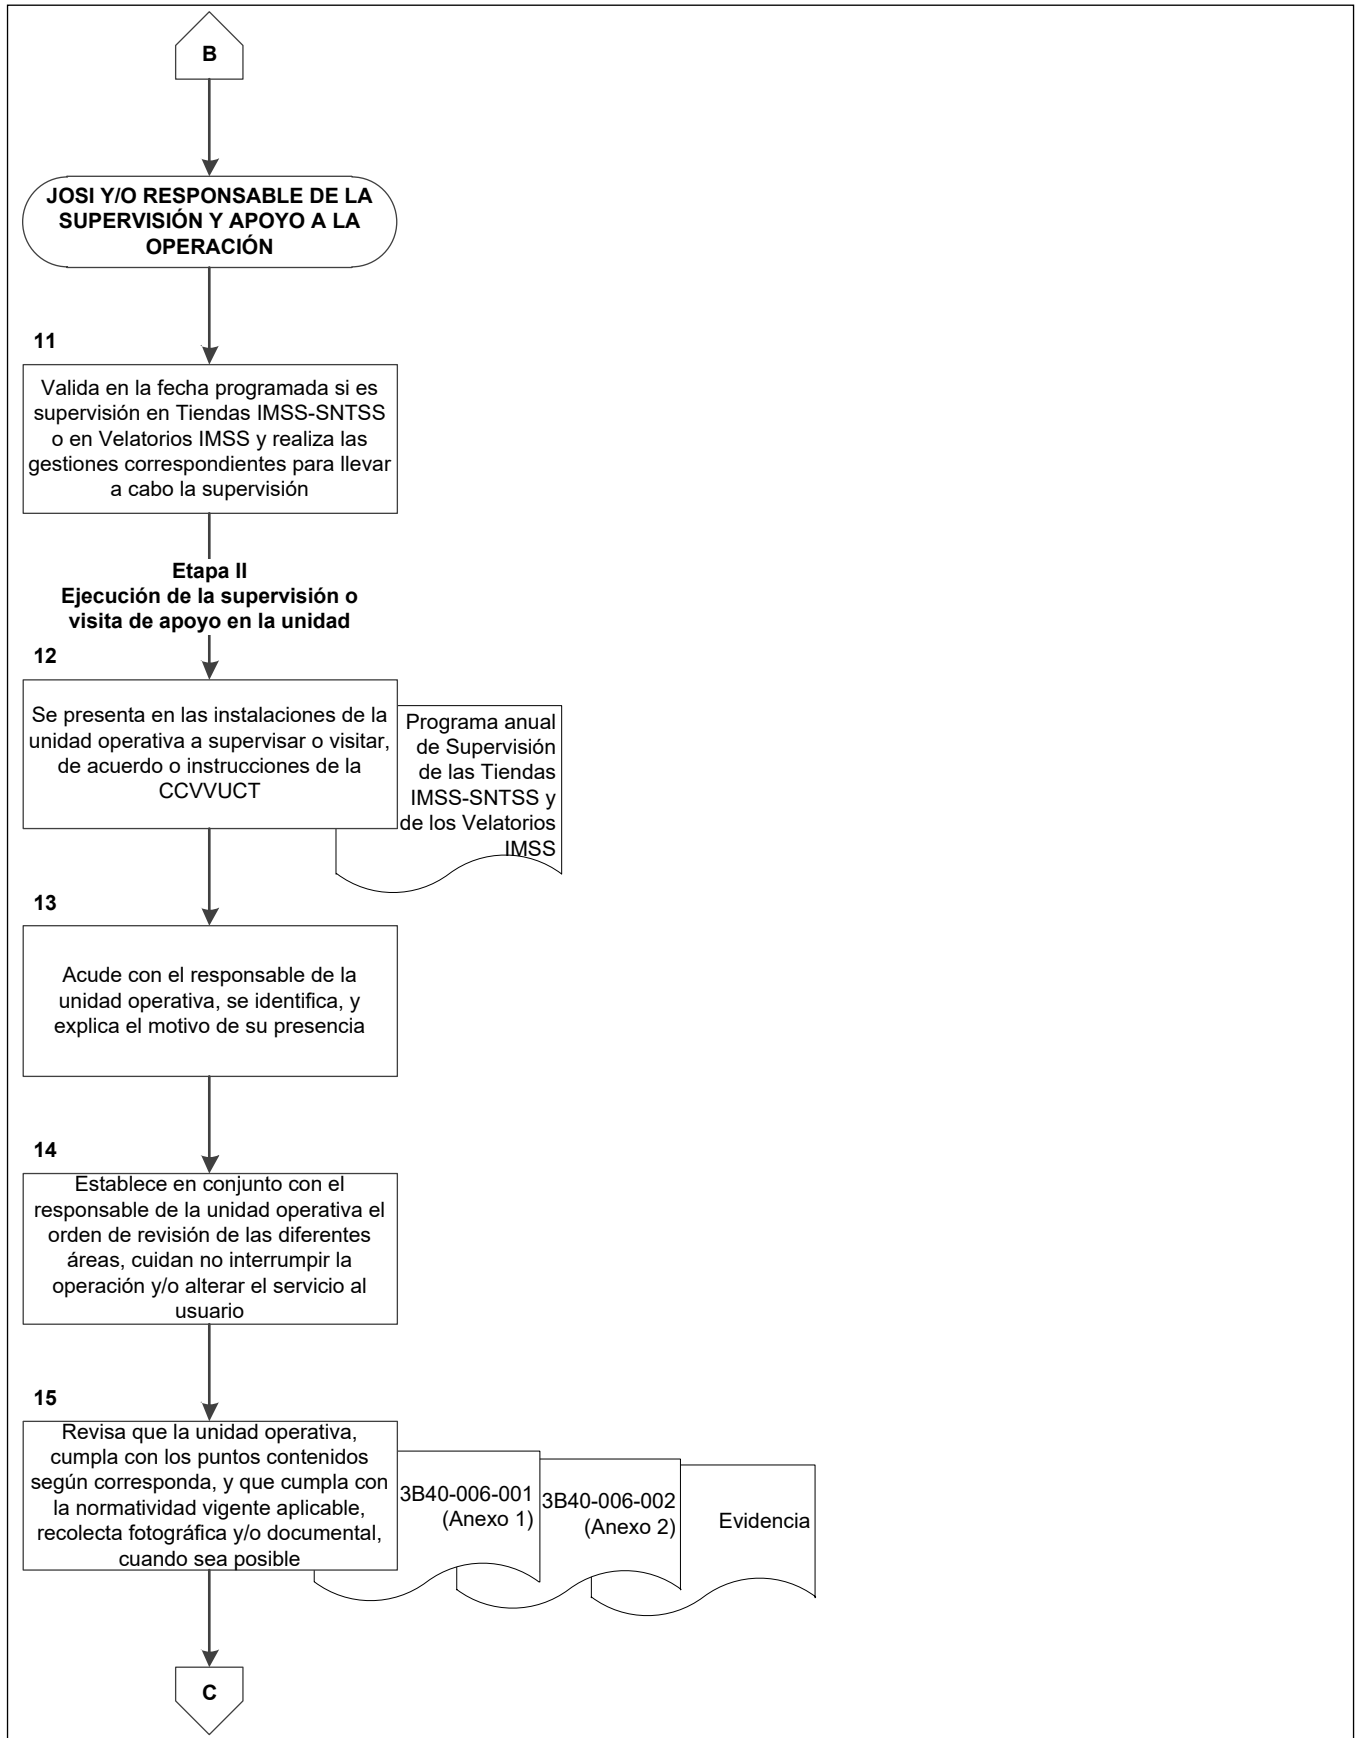 B
JOSI Y/O RESPONSABLE DE LA
SUPERVISIÓN Y APOYO A LA
OPERACIÓN
11
Valida en la fecha programada si es
supervisión en Tiendas IMSS-SNTSS
o en Velatorios IMSS y realiza las
gestiones correspondientes para llevar
a cabo la supervisión
Etapa II
Ejecución de la supervisión o
visita de apoyo en la unidad
12
Se presenta en las instalaciones de la
unidad operativa a supervisar o visitar,
de acuerdo o instrucciones de la
CCVVUCT
Programa anual
de Supervisión
de las Tiendas
IMSS-SNTSS y
de los Velatorios
IMSS
13
Acude con el responsable de la
unidad operativa, se identifica, y
explica el motivo de su presencia
14
Establece en conjunto con el
responsable de la unidad operativa el
orden de revisión de las diferentes
áreas, cuidan no interrumpir la
operación y/o alterar el servicio al
usuario
15
Revisa que la unidad operativa,
cumpla con los puntos contenidos
según corresponda, y que cumpla con
la normatividad vigente aplicable,
recolecta fotográfica y/o documental,
cuando sea posible
3B40-006-001
(Anexo 1)
3B40-006-002
(Anexo 2)
Evidencia
C